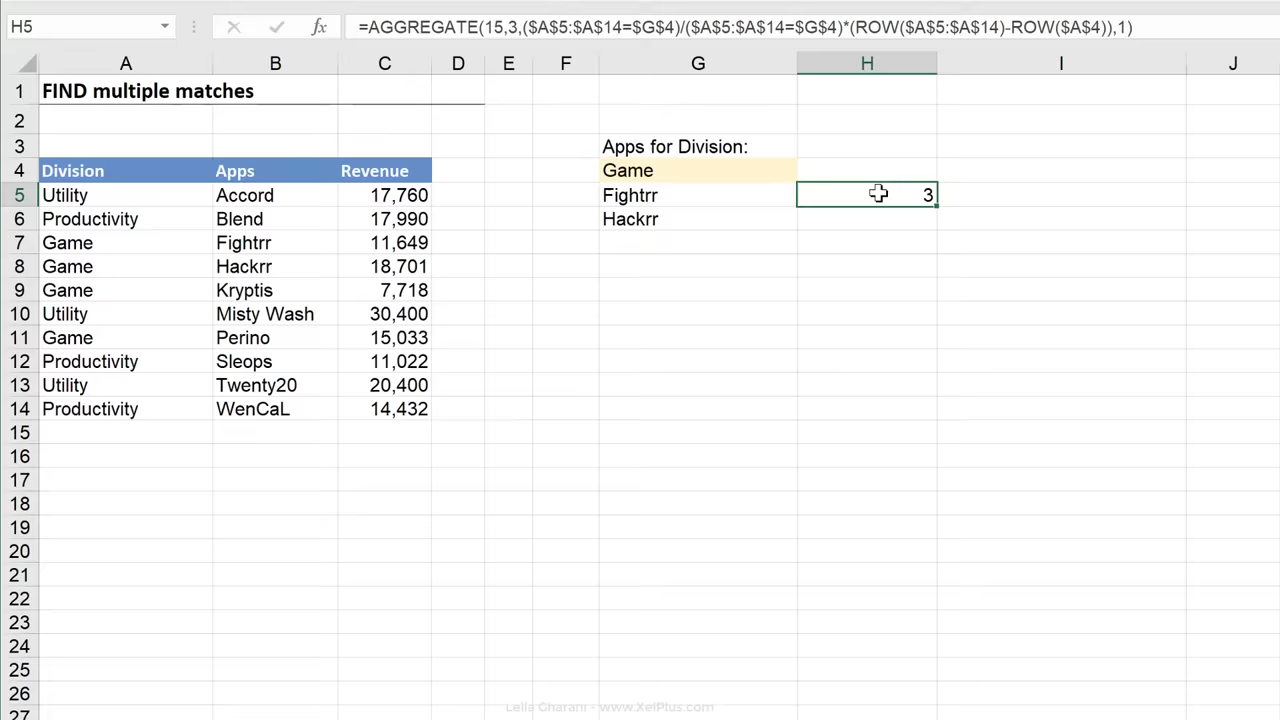 H5 fx =AGGREGATE(15,3,($A$5:$A$14=$G$4)/($A$5:$A$14=$G$4)*(ROW($A$5:$A$14)-ROW($A$4)),1)
A B C D E F G H I J
1 FIND multiple matches
2
3 Apps for Division:
4 Division Apps Revenue Game
5 Utility Accord 17,760 Fightrr 3
6 Productivity Blend 17,990 Hackrr
7 Game Fightrr 11,649
8 Game Hackrr 18,701
9 Game Kryptis 7,718
10 Utility Misty Wash 30,400
11 Game Perino 15,033
12 Productivity Sleops 11,022
13 Utility Twenty20 20,400
14 Productivity WenCaL 14,432
15
16
17
18
19
20
21
22
23
24
25
26
27
Leila Gharani - www.XelPlus.com